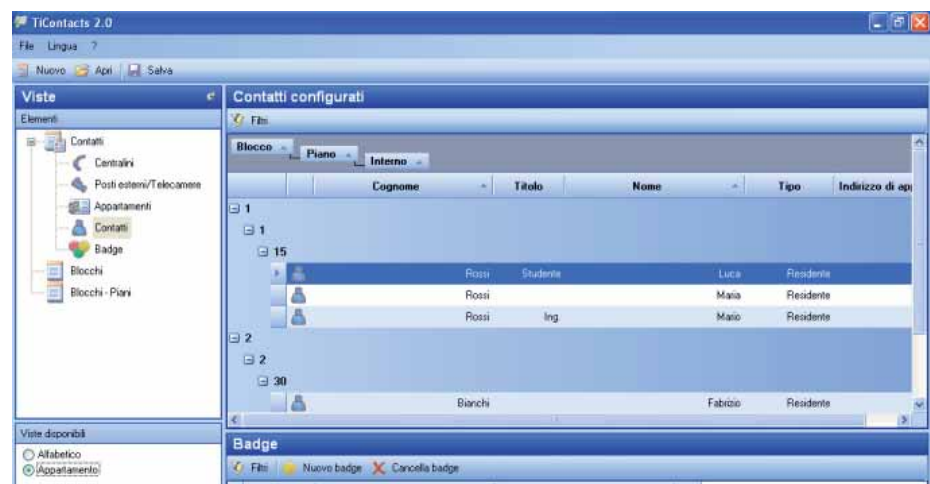 TiContacts 2.0
File Lingua ?
Nuovo Apri Salva
Viste
Elementi
Contatti
Centralini
Posti esterni/Telecamere
Appartamenti
Contatti
Badge
Blocchi
Blocchi - Piani
Viste disponibili
Alfabetico
Appartamento
Contatti configurati
Filtri
Blocco Piano Interno
Cognome Titolo Nome Tipo Indirizzo di ap
1
1
15
Rossi Studente Luca Residente
Rossi Maria Residente
Rossi Ing Mario Residente
2
2
30
Bianchi Fabrizio Residente
Badge
Filtri Nuovo badge Cancella badge